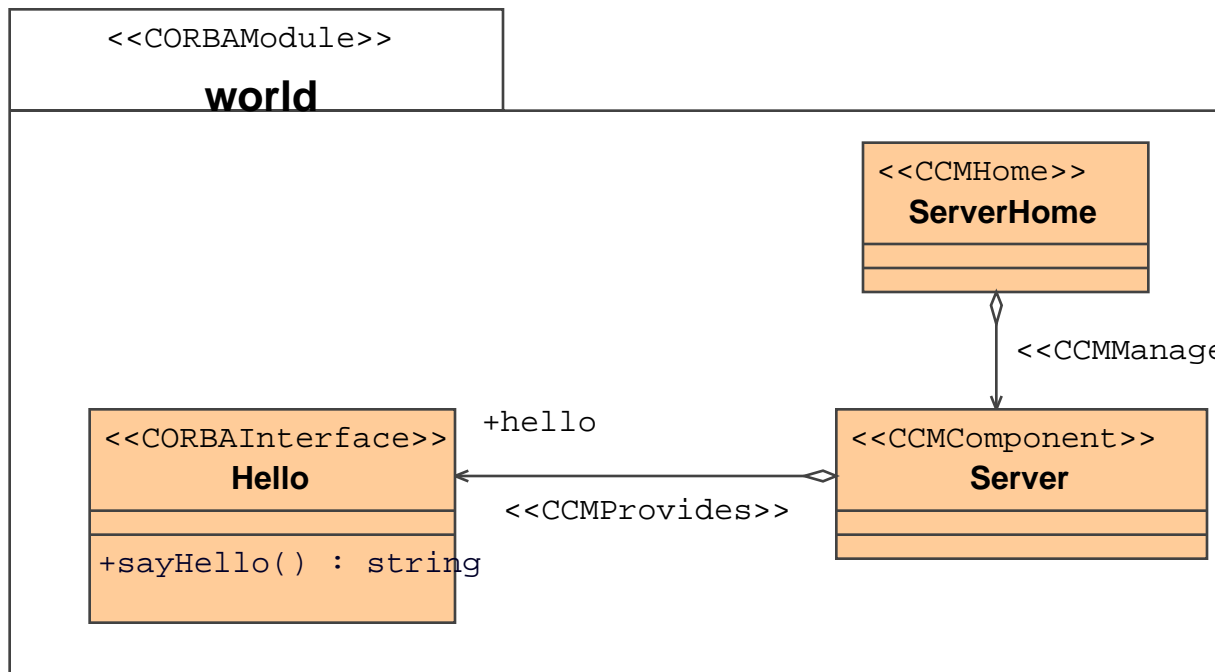 <<CORBAModule>>
world
<<CCMHome>>
ServerHome
<<CCMManage
<<CORBAInterface>>
Hello
+sayHello() : string
+hello
<<CCMProvides>>
<<CCMComponent>>
Server